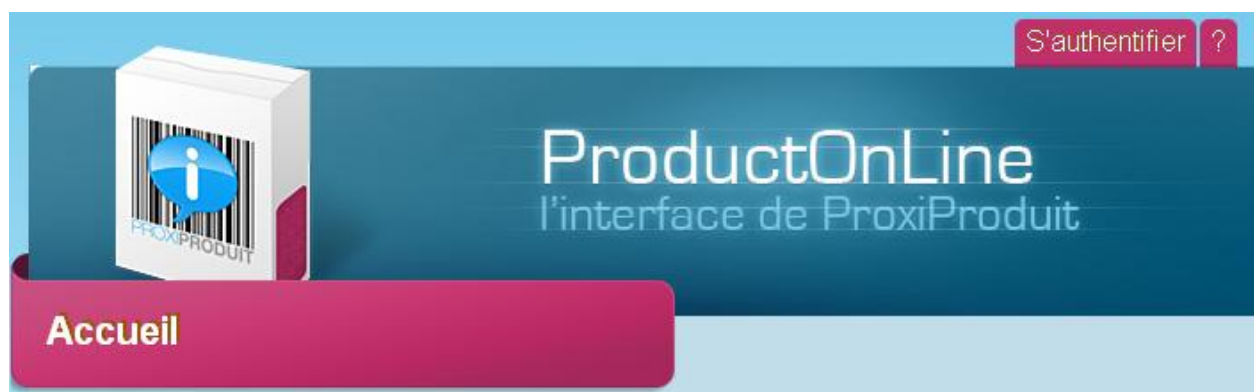 S'authentifier ?
ProductOnLine
l'interface de ProxiProduit
PROXIPRODUIT
Accueil